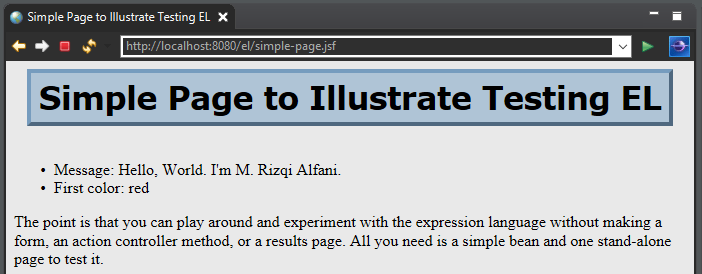 Simple Page to Illustrate Testing EL
http://localhost:8080/el/simple-page.jsf
Simple Page to Illustrate Testing EL
• Message: Hello, World. I'm M. Rizqi Alfani.
• First color: red
The point is that you can play around and experiment with the expression language without making a
form, an action controller method, or a results page. All you need is a simple bean and one stand-alone
page to test it.